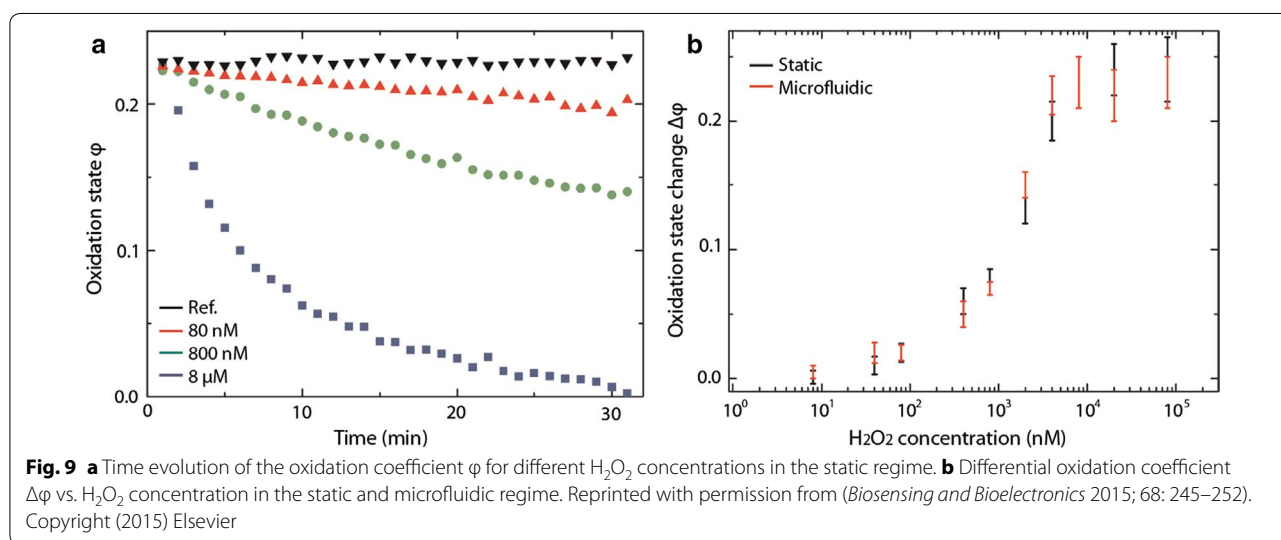 a
Oxidation state φ
0.2
0.1
0.0
0
10
20
30
Time (min)
Ref.
80 nM
800 nM
8 µM
b
Oxidation state change Δφ
0.2
0.1
0.0
10⁰
10¹
10²
10³
10⁴
10⁵
H₂O₂ concentration (nM)
Static
Microfluidic
Fig. 9 a Time evolution of the oxidation coefficient φ for different H₂O₂ concentrations in the static regime. b Differential oxidation coefficient
Δφ vs. H₂O₂ concentration in the static and microfluidic regime. Reprinted with permission from (Biosensing and Bioelectronics 2015; 68: 245–252).
Copyright (2015) Elsevier